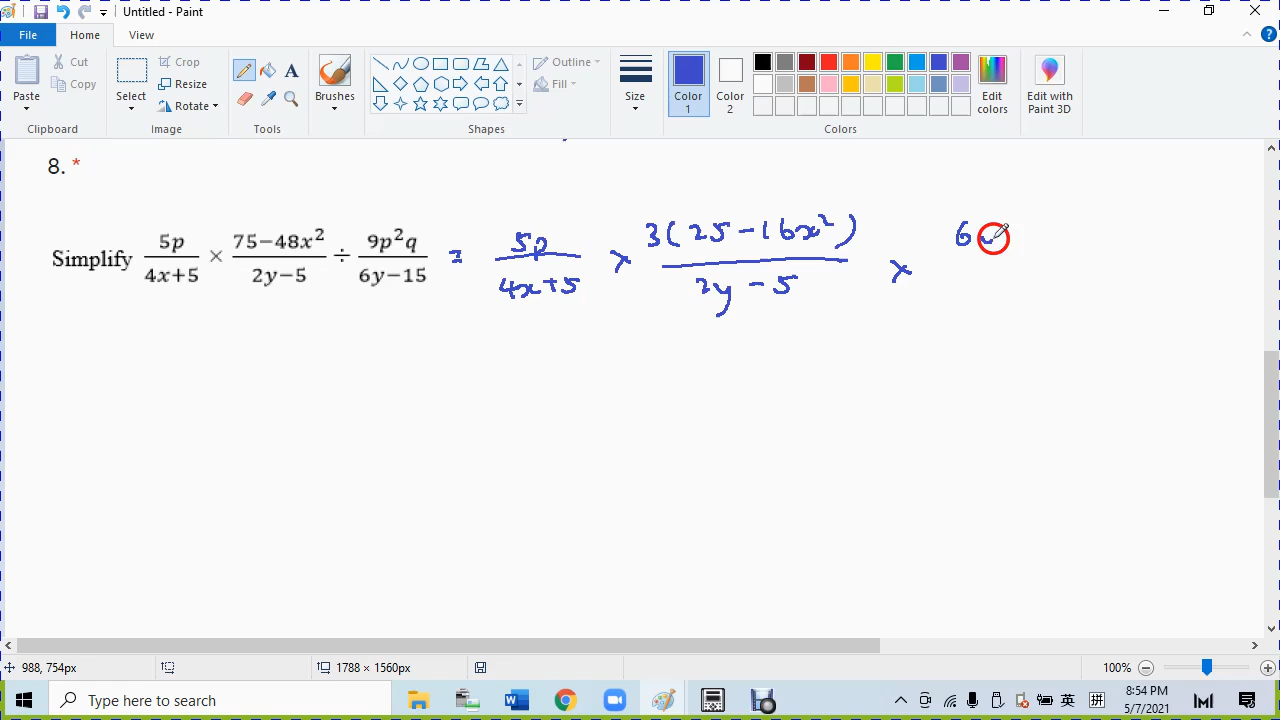 Untitled - Paint
File Home View
Paste Cut Copy Clipboard
Select Crop Resize Rotate Image
Tools
Brushes
Outline Fill Shapes
Size
Color 1 Color 2 Edit colors Colors
Edit with Paint 3D
8. *
Simplify 5p/4x+5 × 75−48x²/2y−5 ÷ 9p²q/6y−15 = 5p/4x+5 × 3(25-16x²)/2y-5 × 6
988, 754px 1788 × 1560px 100%
Type here to search W 英 拼 8:54 PM
5/7/2021